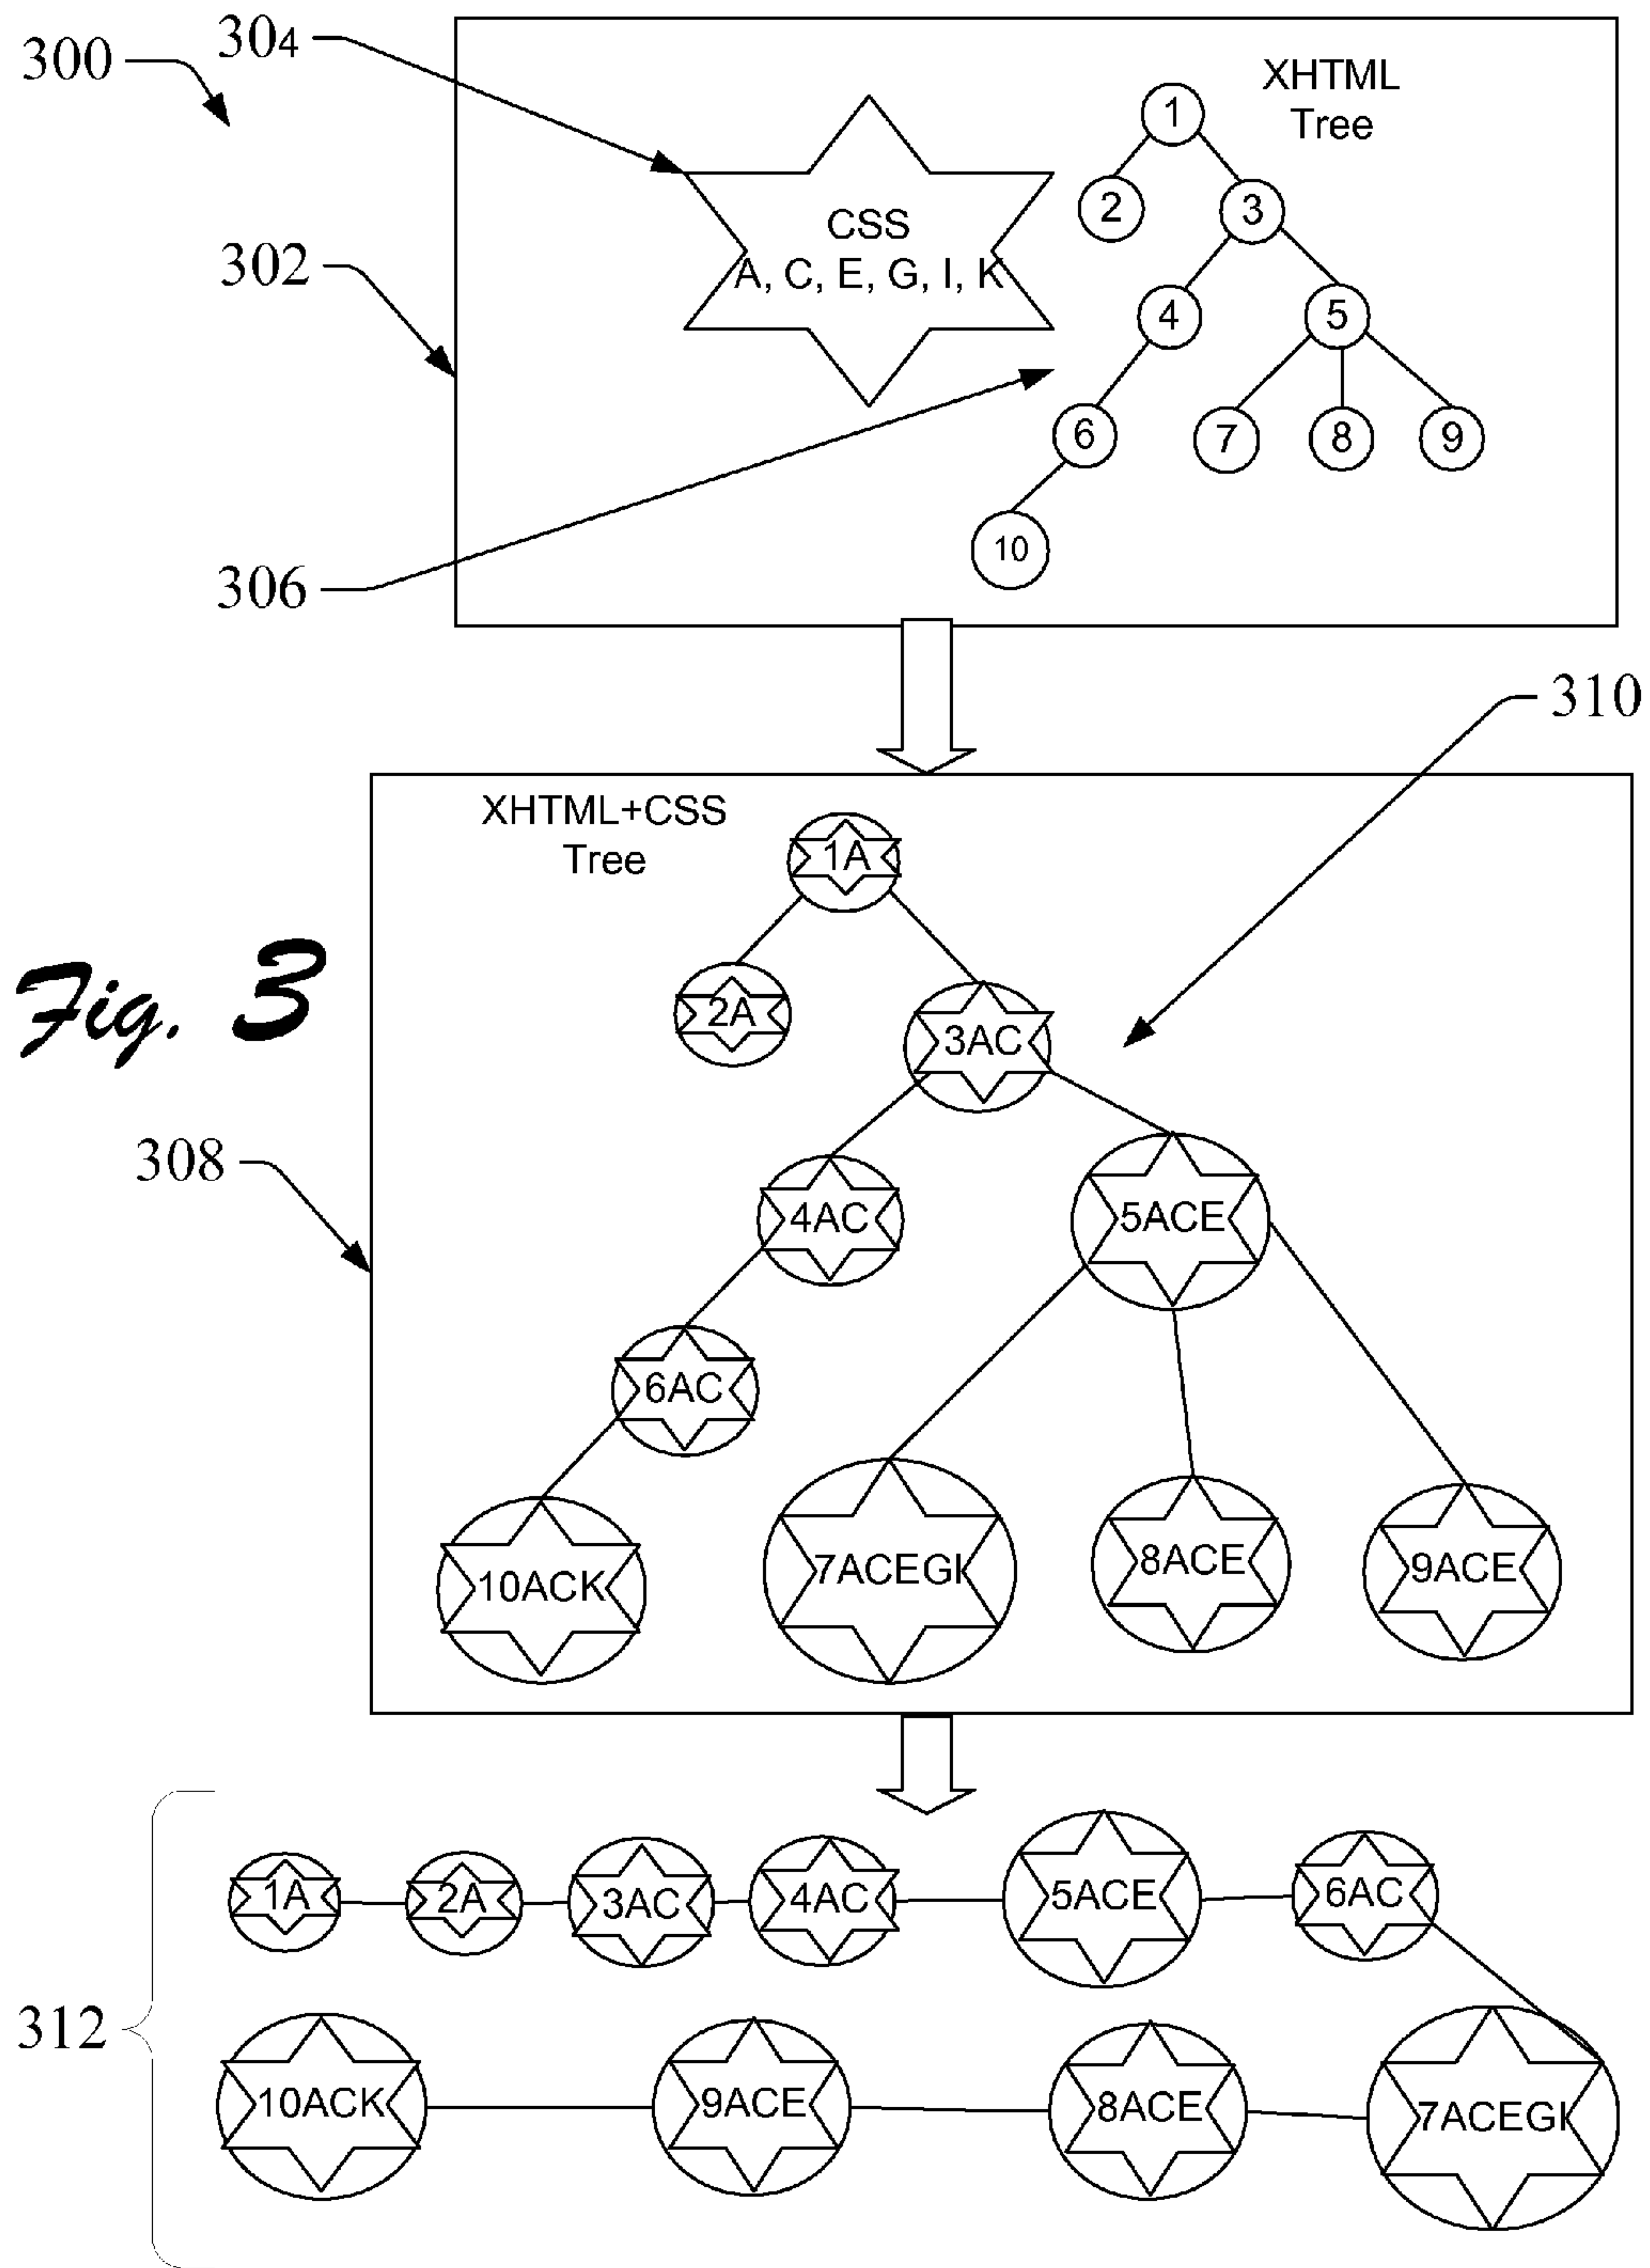 300
304
XHTML
Tree
1
2
3
CSS
A, C, E, G, I, K
302
4
5
6
7
8
9
10
306
310
XHTML+CSS
Tree
1A
2A
3AC
Fig. 3
308
4AC
5ACE
6AC
10ACK
7ACEGI
8ACE
9ACE
1A
2A
3AC
4AC
5ACE
6AC
312
10ACK
9ACE
8ACE
7ACEGI